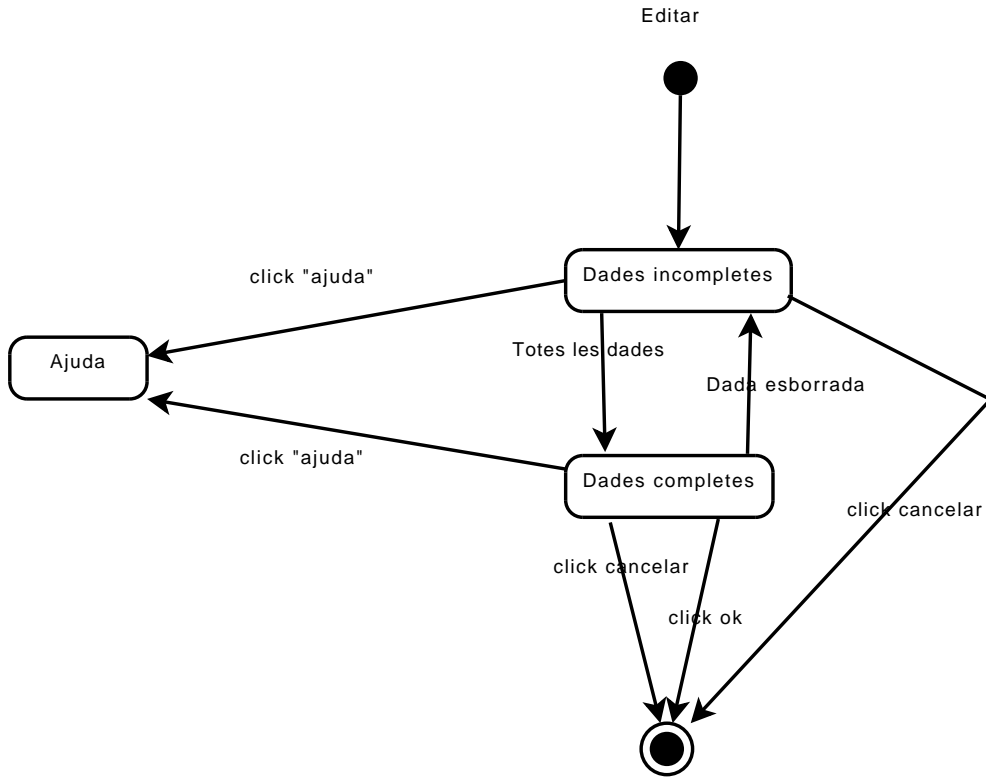 Editar
Dades incompletes
click "ajuda"
Totes les dades
Ajuda
Dada esborrada
click "ajuda"
Dades completes
click cancelar
click cancelar
click ok